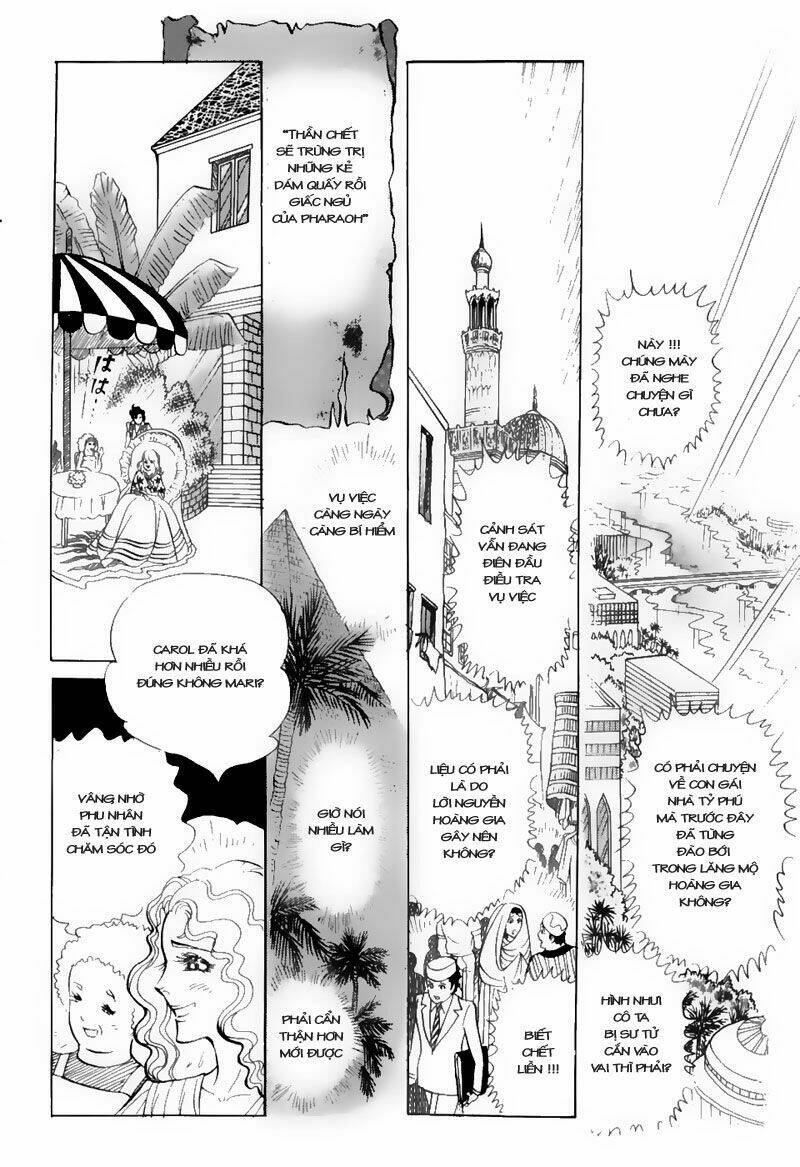 NÀY !!!
CHÚNG MÀY
ĐÃ NGHE
CHUYỆN GÌ
CHƯA?
CÓ PHẢI CHUYỆN
VỀ CON GÁI
NHÀ TỶ PHÚ
MÀ TRƯỚC ĐÂY
ĐÃ TỪNG
ĐÀO BỚI
TRONG LĂNG MỘ
HOÀNG GIA
KHÔNG?
HÌNH NHƯ
CÔ TA
BỊ SƯ TỬ
CẮN VÀO
VAI THÌ PHẢI?
CẢNH SÁT
VẪN ĐANG
ĐIÊN ĐẦU
ĐIỀU TRA
VỤ VIỆC
LIỆU CÓ PHẢI
LÀ DO
LỜI NGUYỀN
HOÀNG GIA
GÂY NÊN
KHÔNG?
BIẾT
CHẾT
LIỀN !!!
"THẦN CHẾT
SẼ TRỪNG TRỊ
NHỮNG KẺ
DÁM QUẤY RỒI
GIẤC NGỦ
CỦA PHARAOH"
VỤ VIỆC
CÀNG NGÀY
CÀNG BÍ HIỂM
GIỜ NÓI
NHIỀU LÀM
GÌ?
PHẢI CẨN
THẬN HƠN
MỚI ĐƯỢC
はは…
CAROL ĐÃ KHÁ
HƠN NHIỀU RỒI
ĐÚNG KHÔNG MARI?
VÂNG NHỜ
PHU NHÂN
ĐÃ TẬN TÌNH
CHĂM SÓC ĐÓ